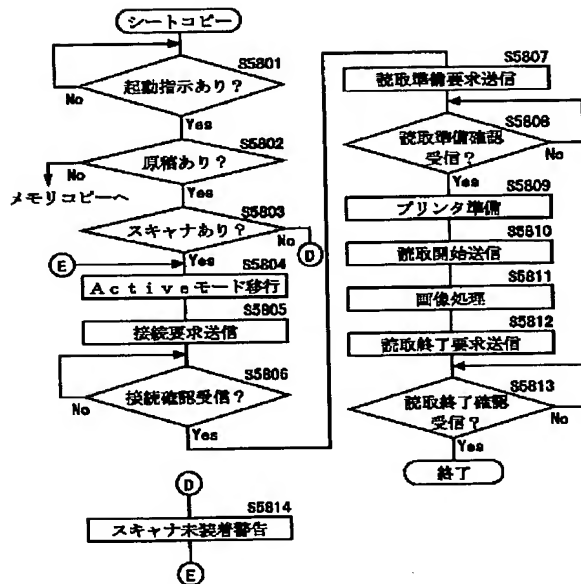 シートコピー
S5801
起動指示あり?
No
Yes
S5802
原稿あり?
No
メモリコピーへ
Yes
S5803
スキャナあり?
No
D
E
Yes
S5804
Activeモード移行
S5805
接続要求送信
S5806
接続確認受信?
No
Yes
S5807
読取準備要求送信
S5808
読取準備確認
受信?
No
Yes
S5809
プリンタ準備
S5810
読取開始送信
S5811
画像処理
S5812
読取終了要求送信
S5813
読取終了確認
受信?
No
Yes
終了
D
S5814
スキャナ未装着警告
E